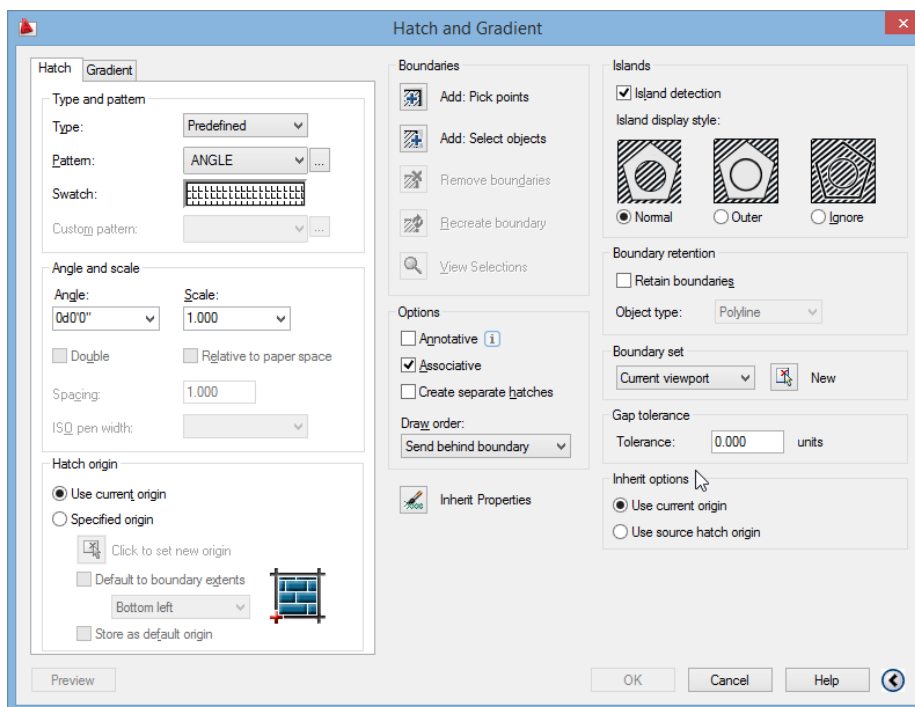 Hatch and Gradient
Hatch
Gradient
Type and pattern
Type:
Predefined
Pattern:
ANGLE
...
Swatch:
Custom pattern:
...
Angle and scale
Angle:
Scale:
0d0'0"
1.000
Double
Relative to paper space
Spacing:
1.000
ISO pen width:
Hatch origin
Use current origin
Specified origin
Click to set new origin
Default to boundary extents
Bottom left
Store as default origin
Boundaries
Add: Pick points
Add: Select objects
Remove boundaries
Recreate boundary
View Selections
Options
Annotative
Associative
Create separate hatches
Draw order:
Send behind boundary
Inherit Properties
Islands
Island detection
Island display style:
Normal
Outer
Ignore
Boundary retention
Retain boundaries
Object type:
Polyline
Boundary set
Current viewport
New
Gap tolerance
Tolerance:
0.000
units
Inherit options
Use current origin
Use source hatch origin
Preview
OK
Cancel
Help